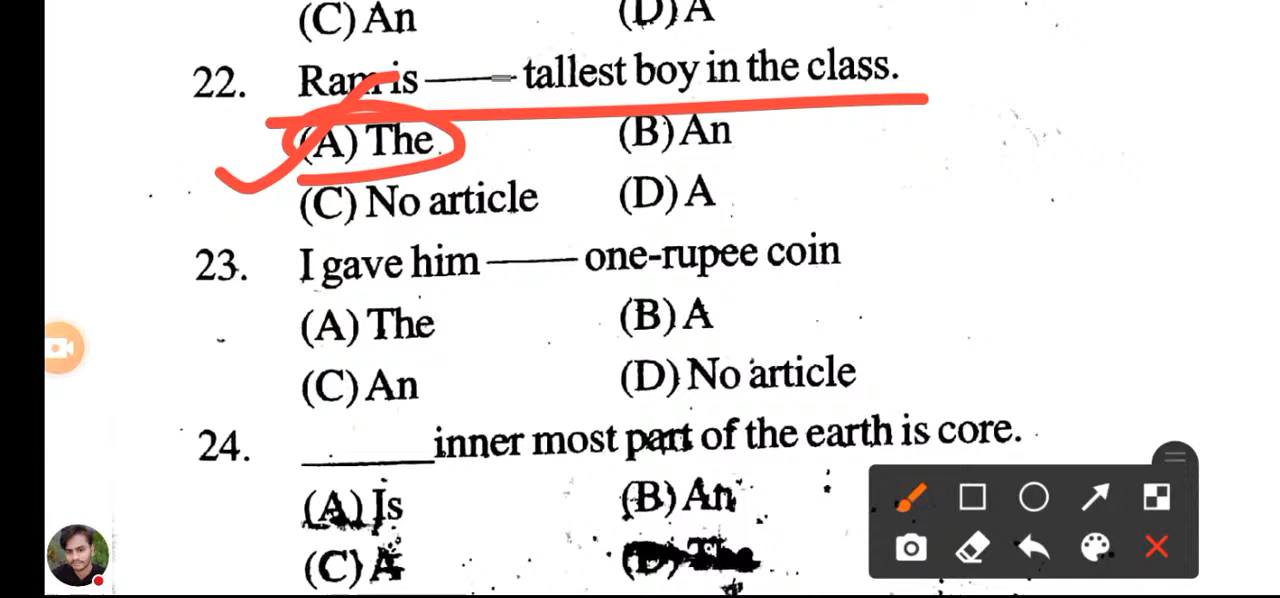 (C) An (D) A
22. Ram is —— tallest boy in the class.
(A) The (B) An
(C) No article (D) A
23. I gave him —— one-rupee coin
(A) The (B) A
(C) An (D) No article
24. ______ inner most part of the earth is core.
(A) Is (B) An
(C) A (D) The